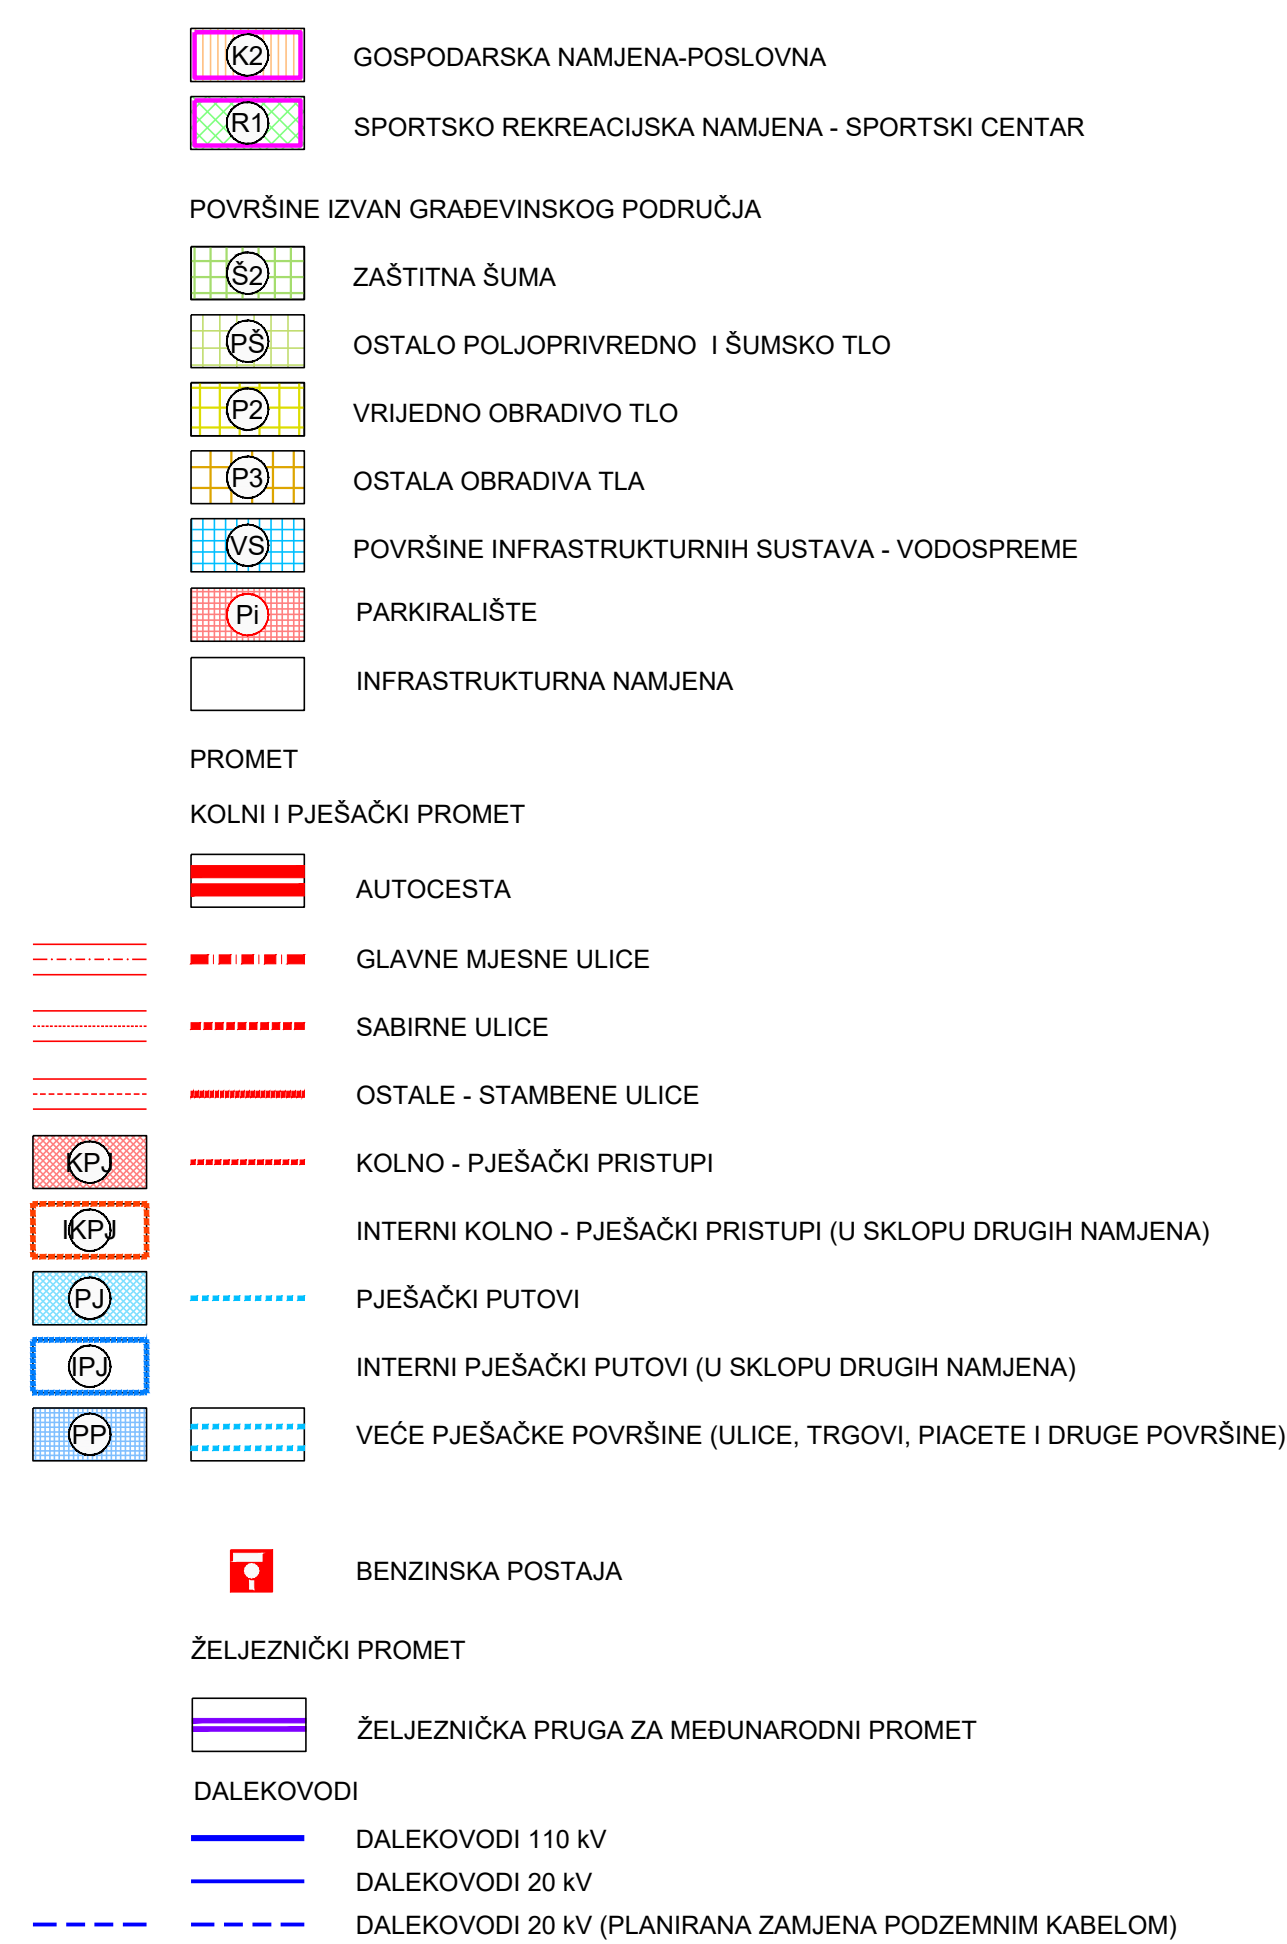 K2 GOSPODARSKA NAMJENA-POSLOVNA
R1 SPORTSKO REKREACIJSKA NAMJENA - SPORTSKI CENTAR
POVRŠINE IZVAN GRAĐEVINSKOG PODRUČJA
Š2 ZAŠTITNA ŠUMA
PŠ OSTALO POLJOPRIVREDNO I ŠUMSKO TLO
P2 VRIJEDNO OBRADIVO TLO
P3 OSTALA OBRADIVA TLA
VS POVRŠINE INFRASTRUKTURNIH SUSTAVA - VODOSPREME
Pi PARKIRALIŠTE
INFRASTRUKTURNA NAMJENA
PROMET
KOLNI I PJEŠAČKI PROMET
AUTOCESTA
GLAVNE MJESNE ULICE
SABIRNE ULICE
OSTALE - STAMBENE ULICE
KPJ KOLNO - PJEŠAČKI PRISTUPI
IKPJ INTERNI KOLNO - PJEŠAČKI PRISTUPI (U SKLOPU DRUGIH NAMJENA)
PJ PJEŠAČKI PUTOVI
IPJ INTERNI PJEŠAČKI PUTOVI (U SKLOPU DRUGIH NAMJENA)
PP VEĆE PJEŠAČKE POVRŠINE (ULICE, TRGOVI, PIACETE I DRUGE POVRŠINE)
BENZINSKA POSTAJA
ŽELJEZNIČKI PROMET
ŽELJEZNIČKA PRUGA ZA MEĐUNARODNI PROMET
DALEKOVODI
DALEKOVODI 110 kV
DALEKOVODI 20 kV
DALEKOVODI 20 kV (PLANIRANA ZAMJENA PODZEMNIM KABELOM)